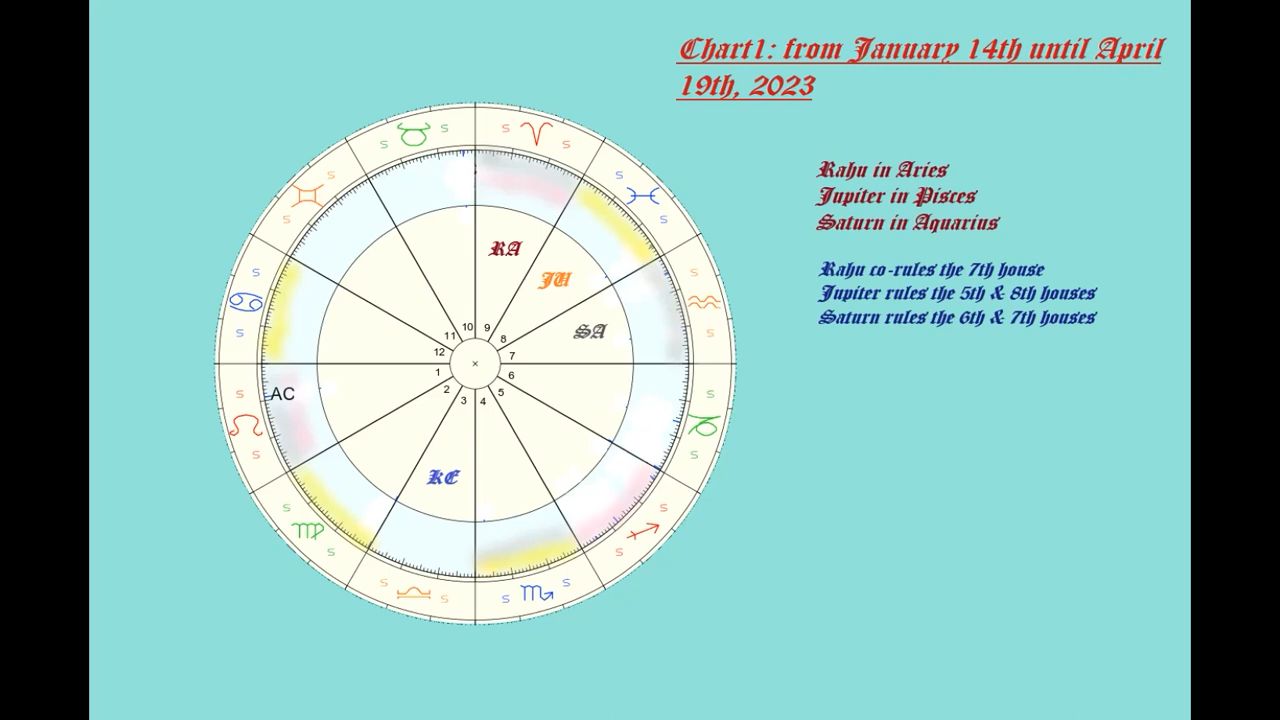 Chart1: from January 14th until April
19th, 2023
Rahu in Aries
Jupiter in Pisces
Saturn in Aquarius
Rahu co-rules the 7th house
Jupiter rules the 5th & 8th houses
Saturn rules the 6th & 7th houses
S ♉ S
S ♈ S
S ♊ S
S ♓ S
S ♋ S
S ♒ S
RA
JU
SA
10 9
11 8
12 7
1 6
2 5
3 4
AC
S ♌ S
S ♑ S
KE
S ♍ S
S ♐ S
S ♎ S
S ♏ S